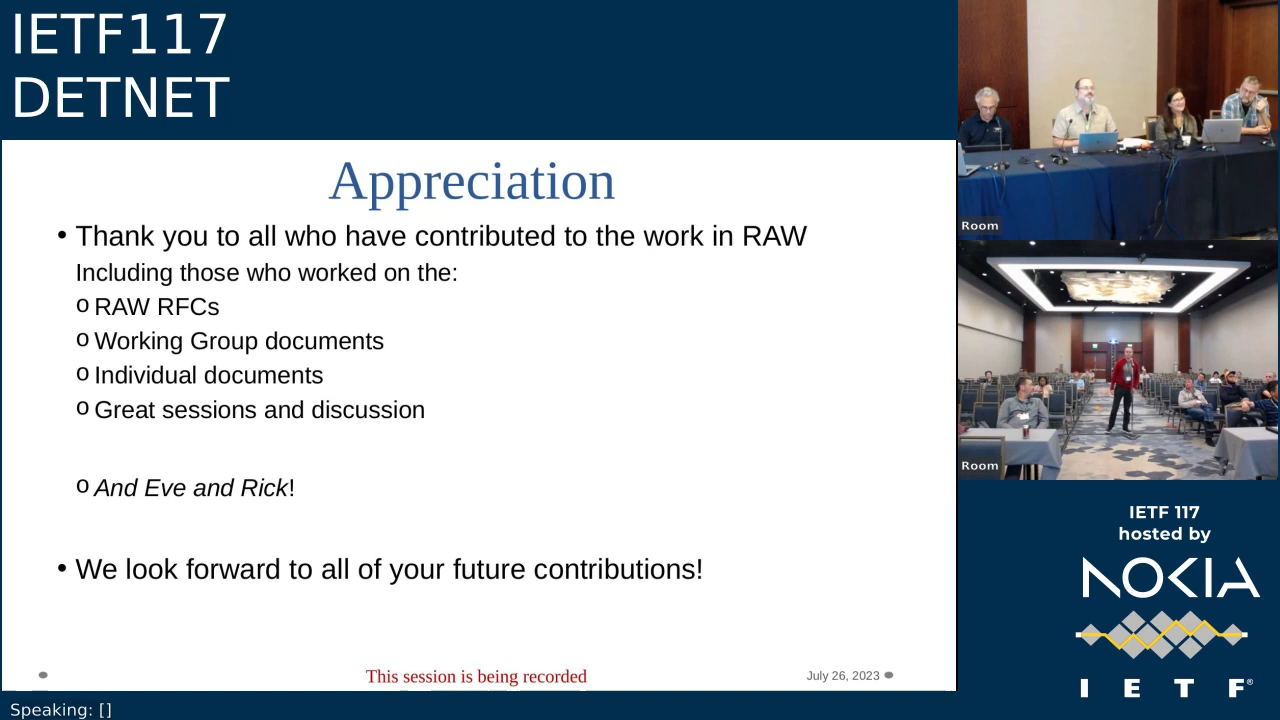 IETF117
DETNET
Appreciation
• Thank you to all who have contributed to the work in RAW
Including those who worked on the:
o RAW RFCs
o Working Group documents
o Individual documents
o Great sessions and discussion
o And Eve and Rick!
• We look forward to all of your future contributions!
This session is being recorded
July 26, 2023
Room
Room
IETF 117
hosted by
NOKIA
I E T F®
Speaking: []